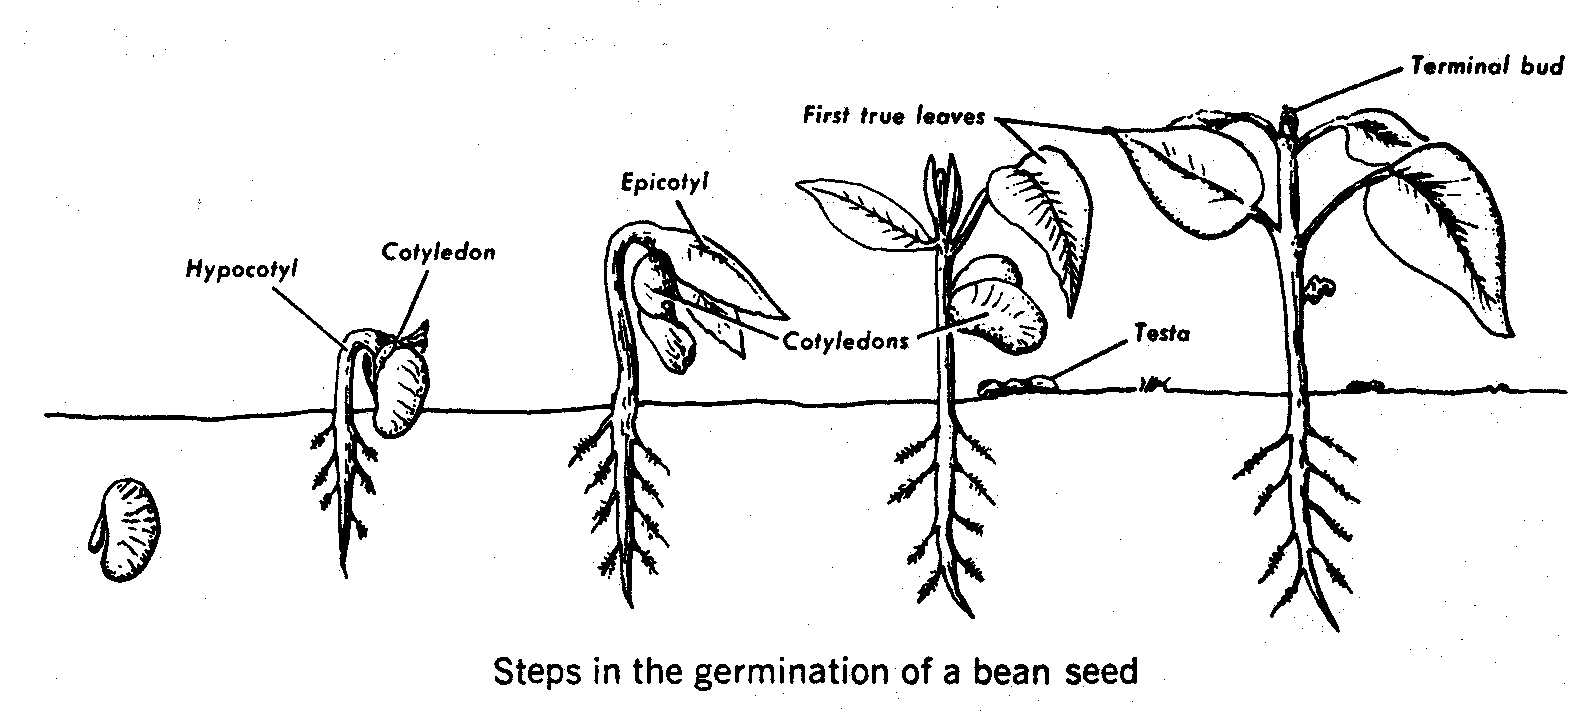 Terminal bud
First true leaves
Epicotyl
Cotyledon
Hypocotyl
Cotyledons
Testa
Steps in the germination of a bean seed